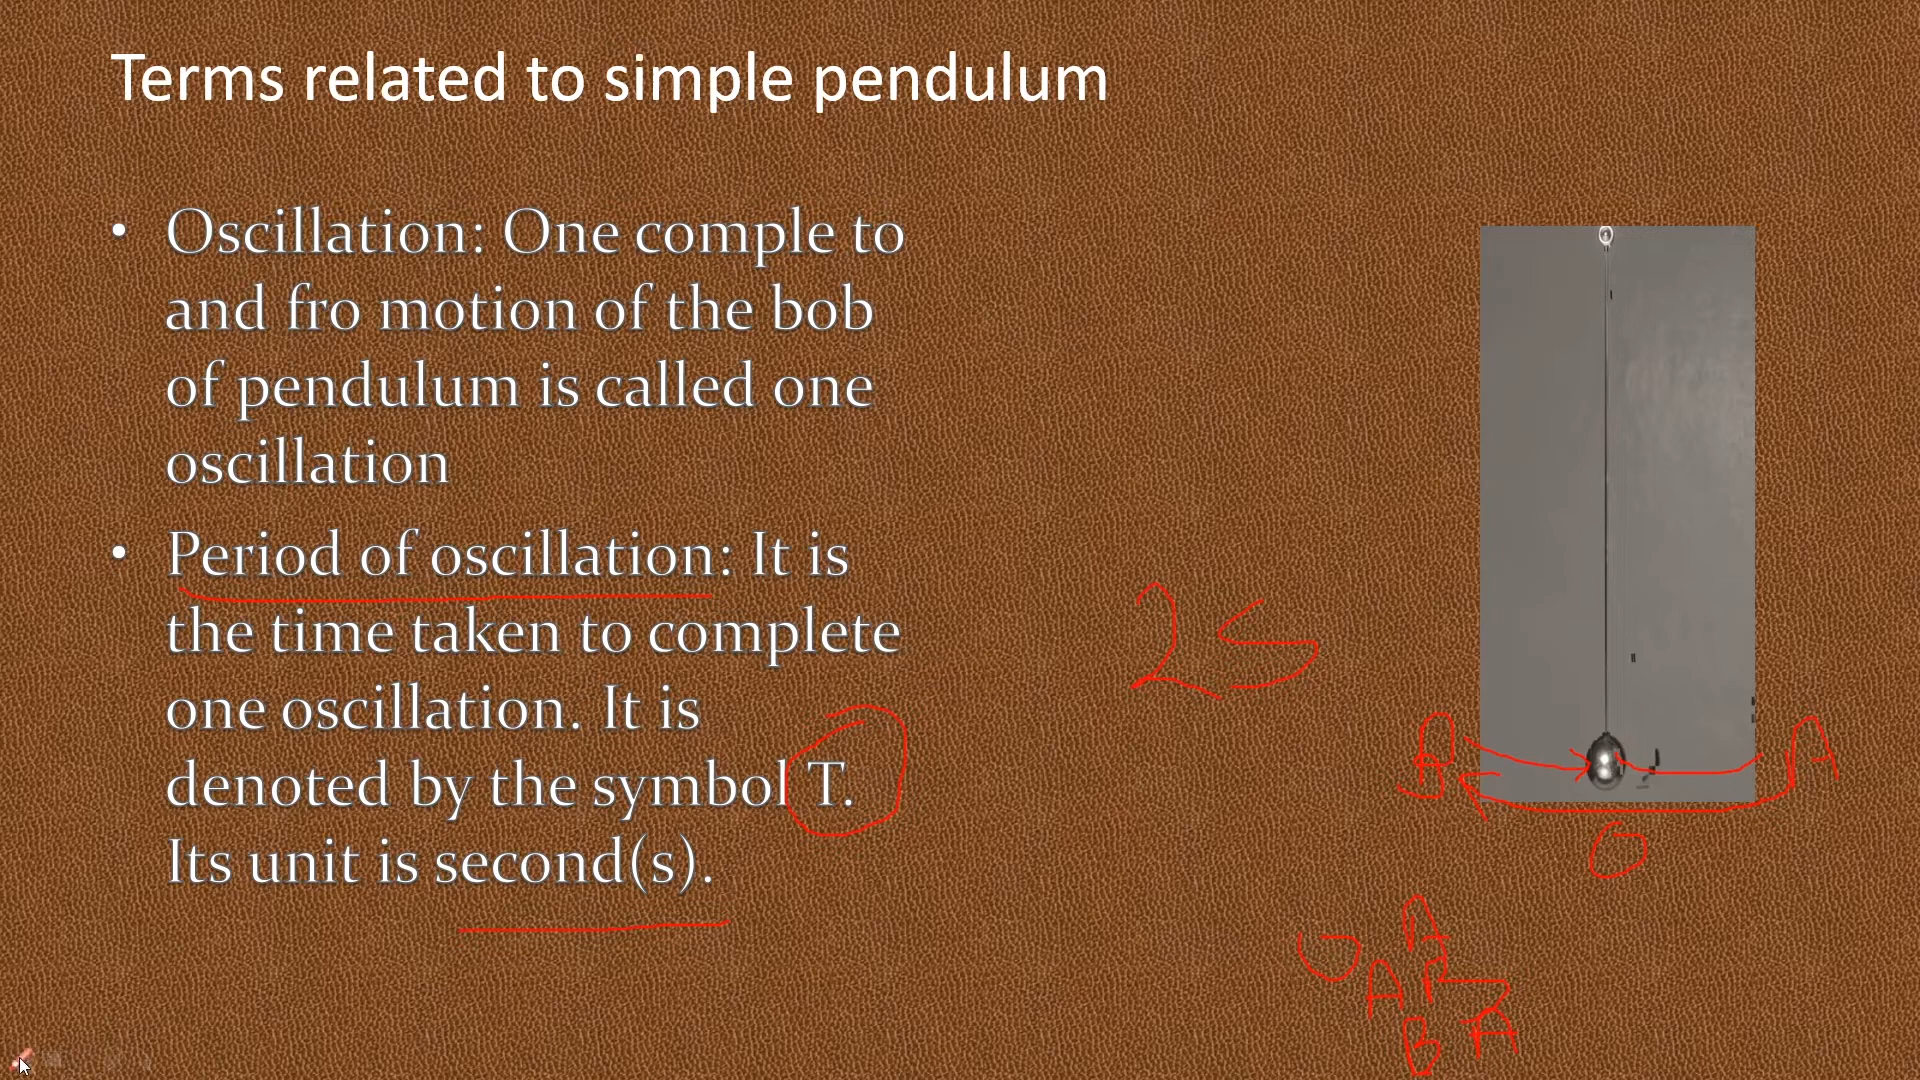 Terms related to simple pendulum
• Oscillation: One comple to
and fro motion of the bob
of pendulum is called one
oscillation
• Period of oscillation: It is
the time taken to complete
one oscillation. It is
denoted by the symbol T.
Its unit is second(s).
2s
B
A
O
A
B
A